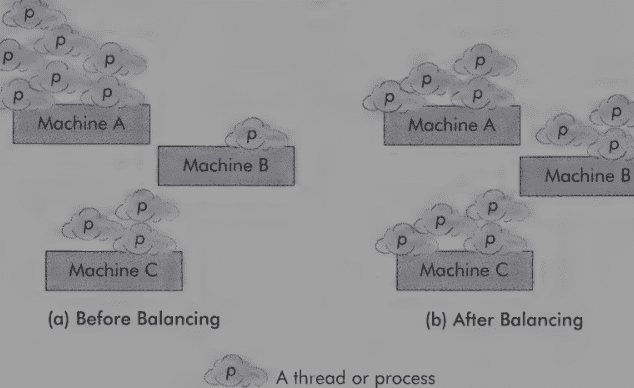 p
p
p
p
p
p
p
Machine A
p
Machine B
p
p
p
Machine C
(a) Before Balancing
p
p
p
p
Machine A
p
p
p
Machine B
p
p
p
p
Machine C
(b) After Balancing
p
A thread or process